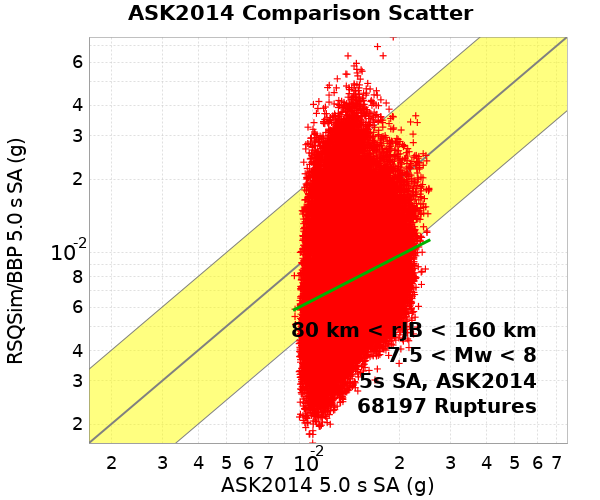 ASK2014 Comparison Scatter
RSQSim/BBP 5.0 s SA (g)
6
4
3
2
10-2
8
6
4
3
2
80 km < rJB < 160 km
7.5 < Mw < 8
5s SA, ASK2014
68197 Ruptures
2 3 4 5 6 7 10-2 2 3 4 5 6 7
ASK2014 5.0 s SA (g)